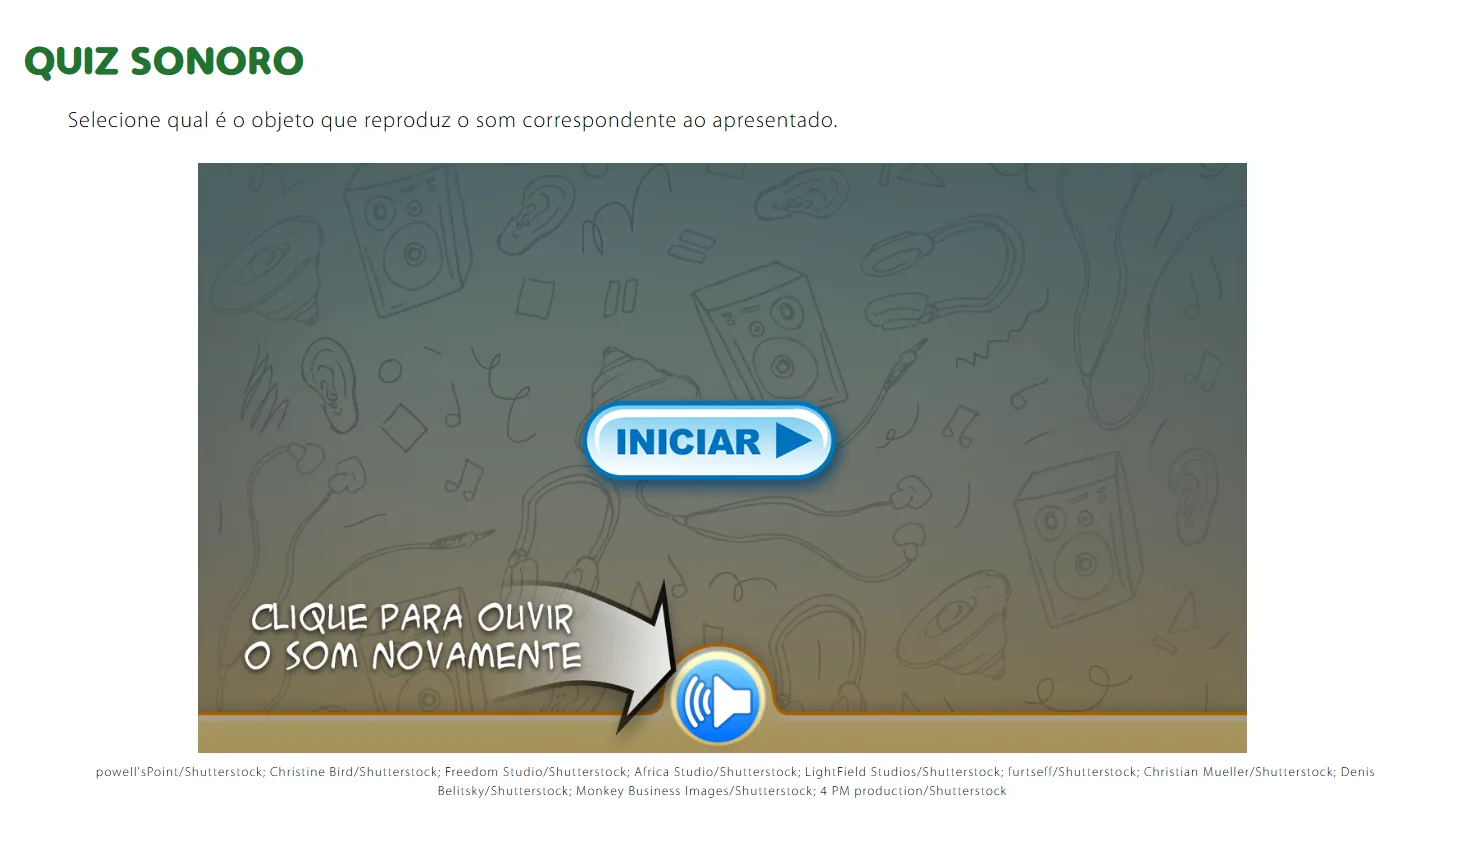 QUIZ SONORO
Selecione qual é o objeto que reproduz o som correspondente ao apresentado.
INICIAR
CLIQUE PARA OUVIR
O SOM NOVAMENTE
powell'sPoint/Shutterstock; Christine Bird/Shutterstock; Freedom Studio/Shutterstock; Africa Studio/Shutterstock; LightField Studios/Shutterstock; furtseff/Shutterstock; Christian Mueller/Shutterstock; Denis
Belitsky/Shutterstock; Monkey Business Images/Shutterstock; 4 PM production/Shutterstock